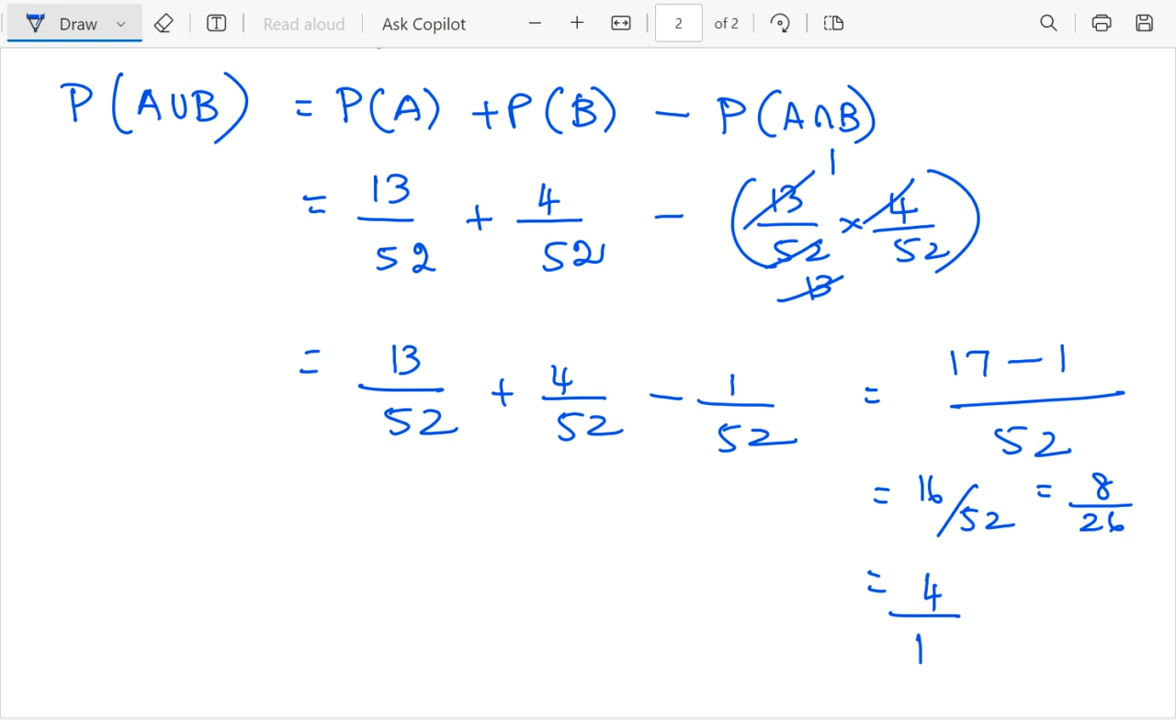 Draw Read aloud Ask Copilot 2 of 2
P(A∪B) = P(A) + P(B) - P(A∩B)
= 13/52 + 4/52 - (13/52 × 4/52) 1 13
= 13/52 + 4/52 - 1/52 = 17 - 1/52
= 16/52 = 8/26
= 4/1